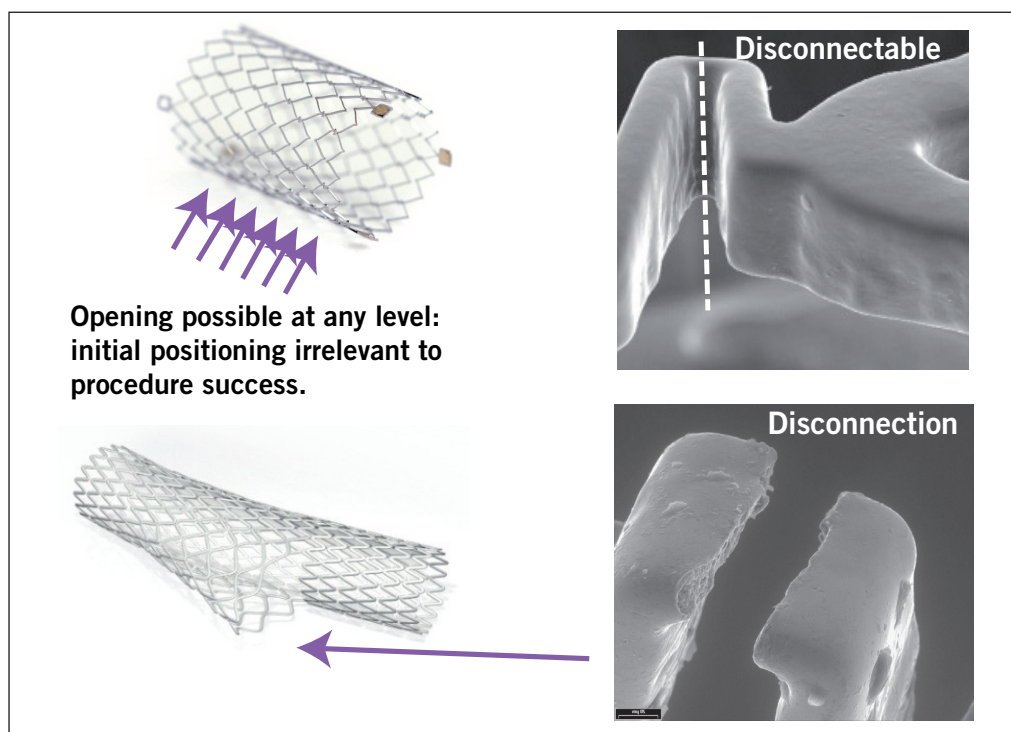 Disconnectable
Opening possible at any level:
initial positioning irrelevant to
procedure success.
Disconnection